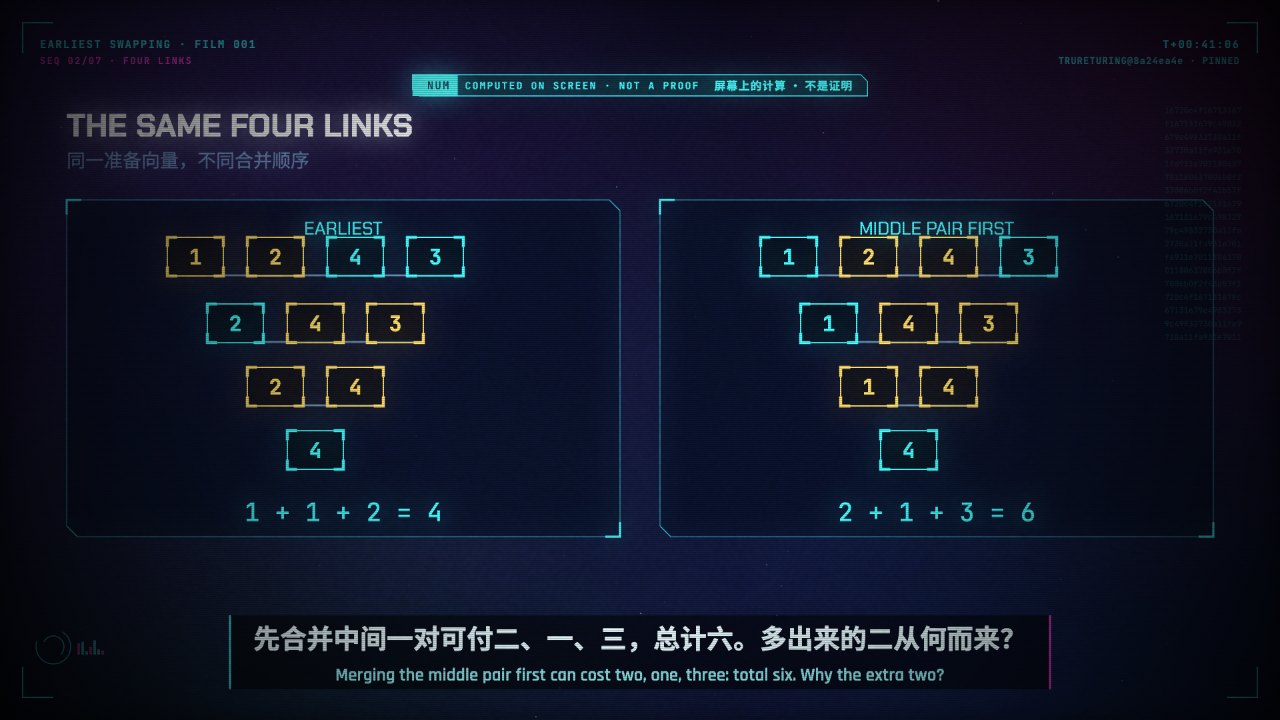 EARLIEST SWAPPING · FILM 001
SEQ 02/07 · FOUR LINKS
T+00:41:06
TRURETURING@8a24ea4e · PINNED
NUM COMPUTED ON SCREEN · NOT A PROOF 屏幕上的计算 · 不是证明
THE SAME FOUR LINKS
同一准备向量，不同合并顺序
EARLIEST
1 2 4 3
2 4 3
2 4
4
1 + 1 + 2 = 4
MIDDLE PAIR FIRST
1 2 4 3
1 4 3
1 4
4
2 + 1 + 3 = 6
先合并中间一对可付二、一、三，总计六。多出来的二从何而来？
Merging the middle pair first can cost two, one, three: total six. Why the extra two?